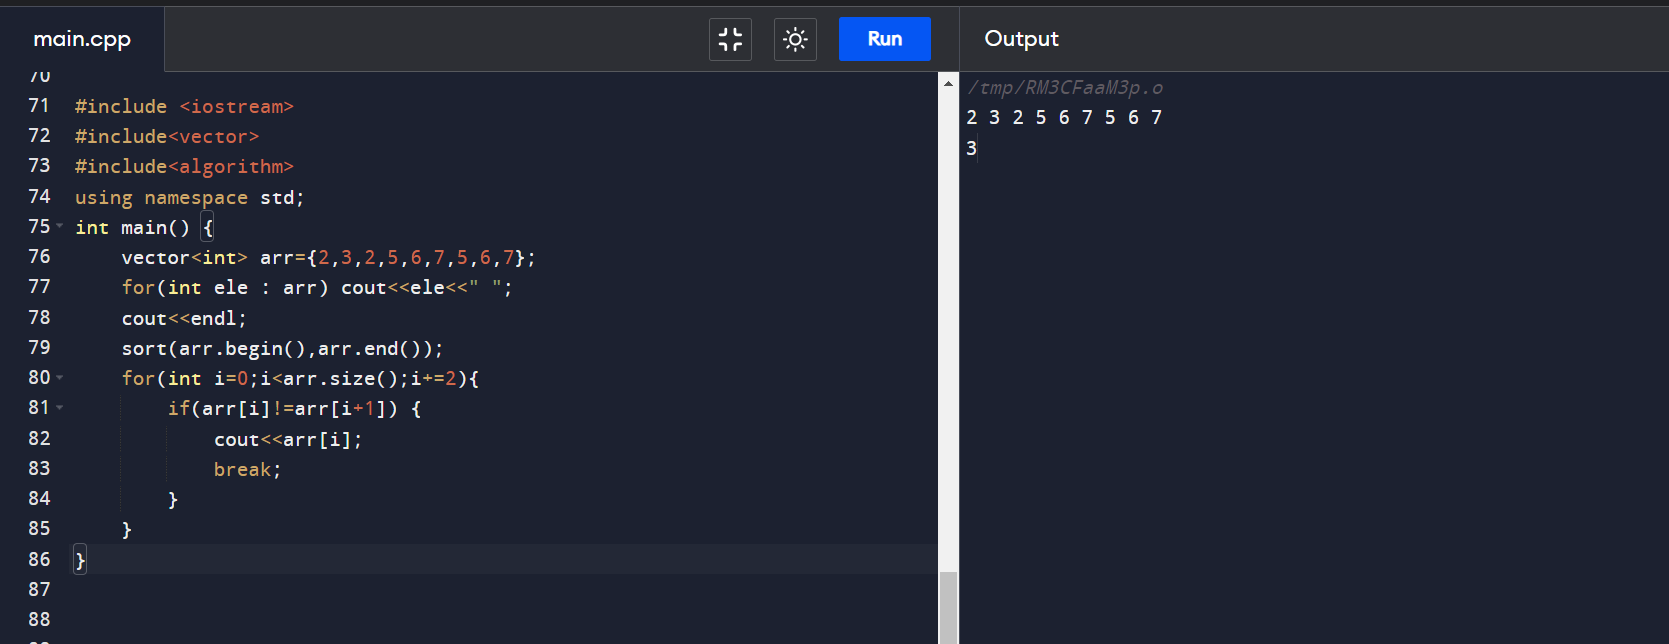 main.cpp
Run
Output
70
71 #include <iostream>
72 #include<vector>
73 #include<algorithm>
74 using namespace std;
75 int main() {
76 vector<int> arr={2,3,2,5,6,7,5,6,7};
77 for(int ele : arr) cout<<ele<<" ";
78 cout<<endl;
79 sort(arr.begin(),arr.end());
80 for(int i=0;i<arr.size();i+=2){
81 if(arr[i]!=arr[i+1]) {
82 cout<<arr[i];
83 break;
84 }
85 }
86 }
87
88
/tmp/RM3CFaaM3p.o
2 3 2 5 6 7 5 6 7
3